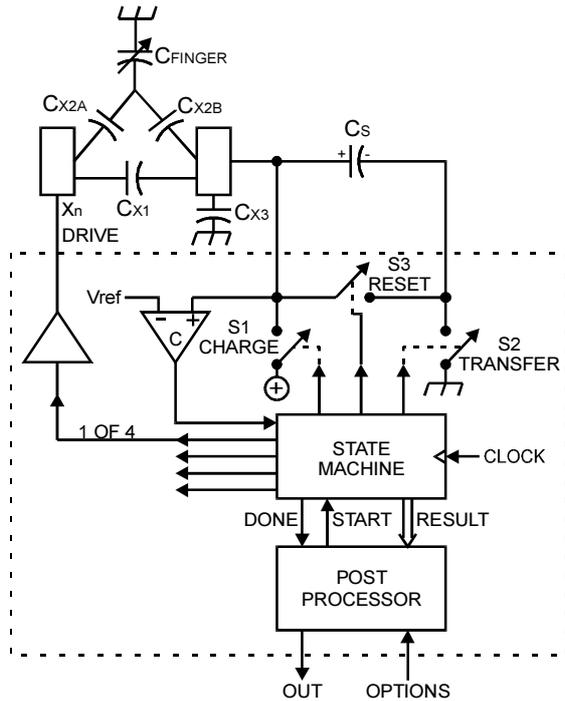 CFINGER
CX2A
CX2B
CS
+ -
CX1
CX3
Xn
DRIVE
S3
RESET
Vref
- +
C
S1
CHARGE
S2
TRANSFER
+
1 OF 4
STATE
MACHINE
CLOCK
DONE
START
RESULT
POST
PROCESSOR
OUT
OPTIONS